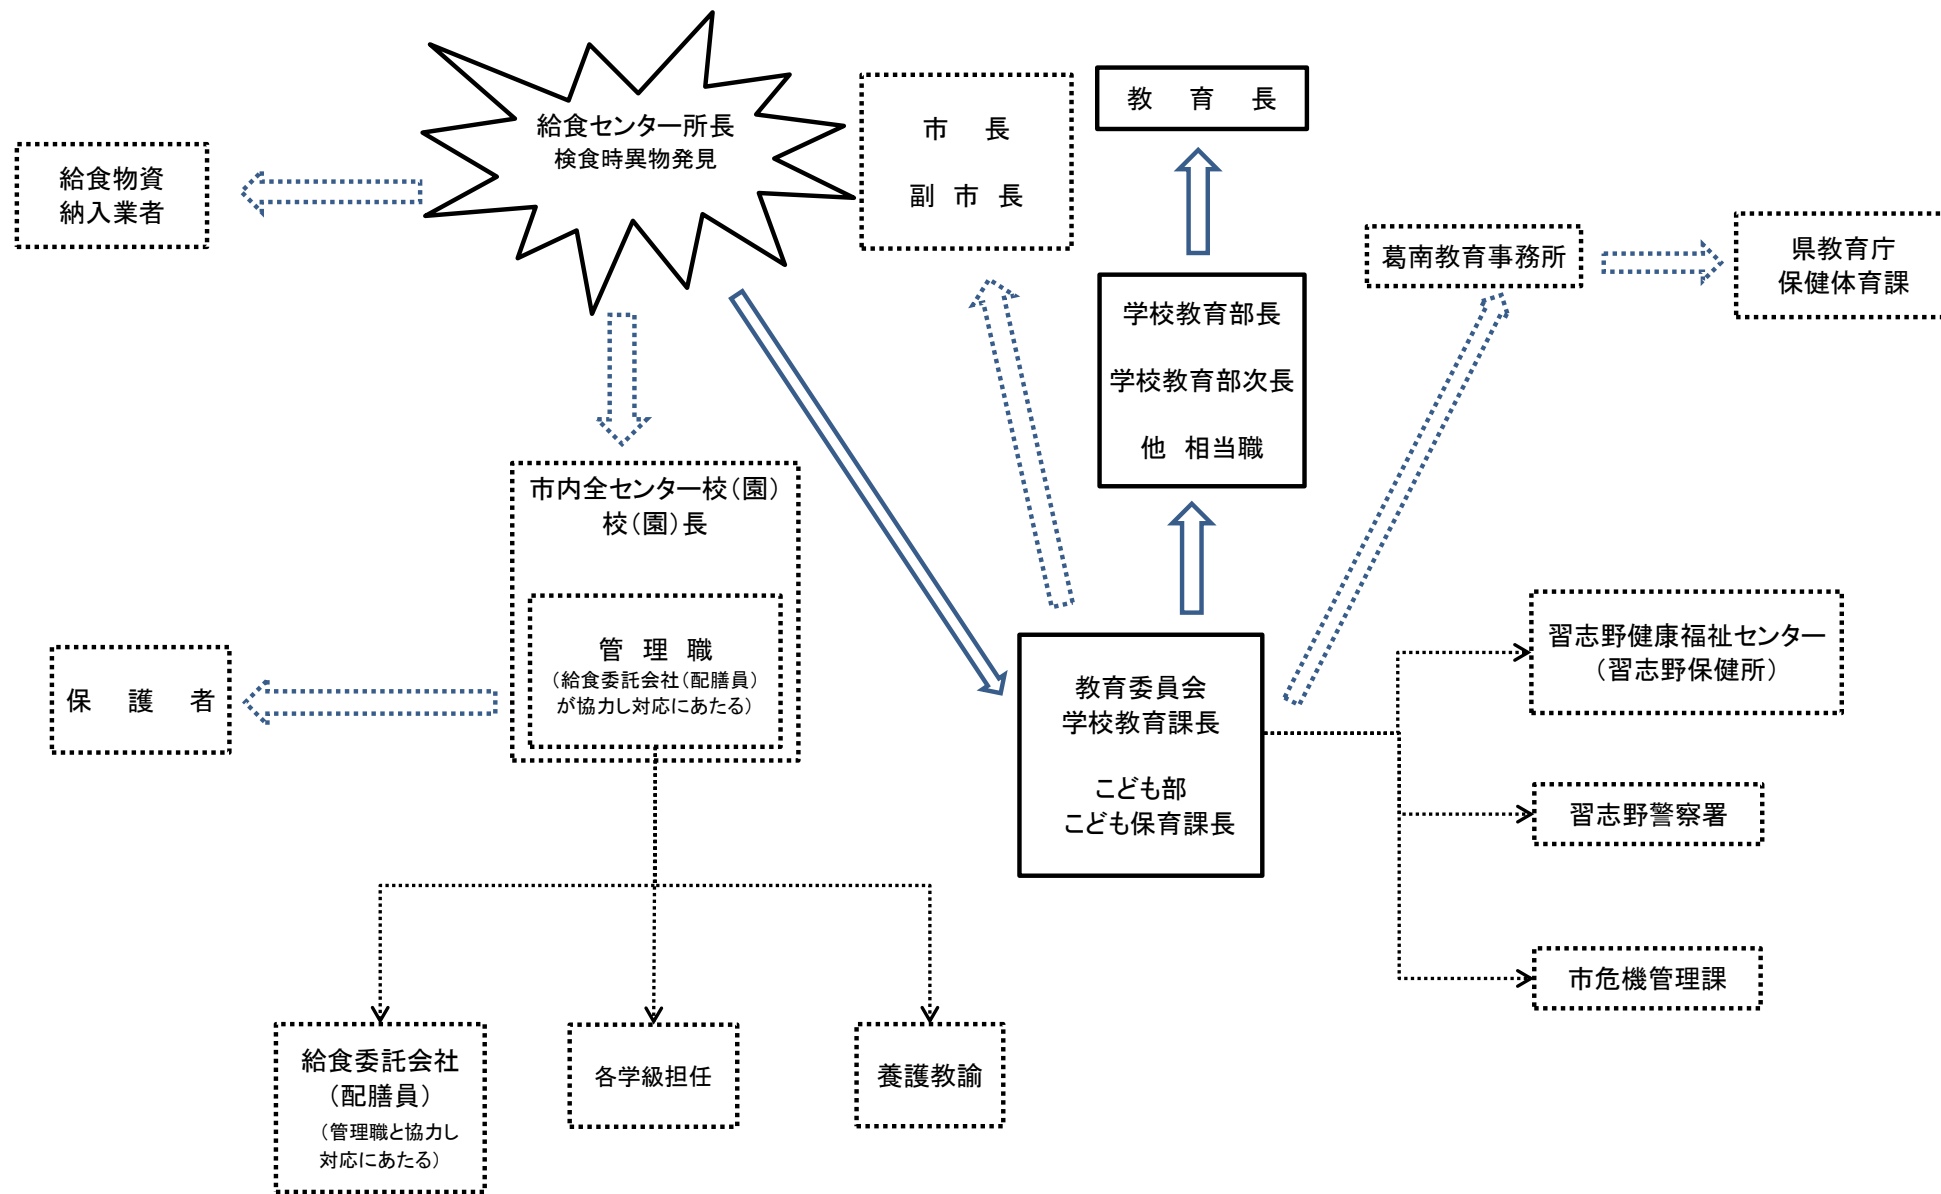 給食センター所長
検食時異物発見
市　長
副　市　長
教　育　長
給食物資
納入業者
葛南教育事務所
県教育庁
保健体育課
学校教育部長
学校教育部次長
他　相当職
市内全センター校（園）
校（園）長
管　理　職
（給食委託会社（配膳員）
が協力し対応にあたる）
保　護　者
教育委員会
学校教育課長
こども部
こども保育課長
習志野健康福祉センター
（習志野保健所）
習志野警察署
市危機管理課
給食委託会社
（配膳員）
（管理職と協力し
対応にあたる）
各学級担任
養護教諭